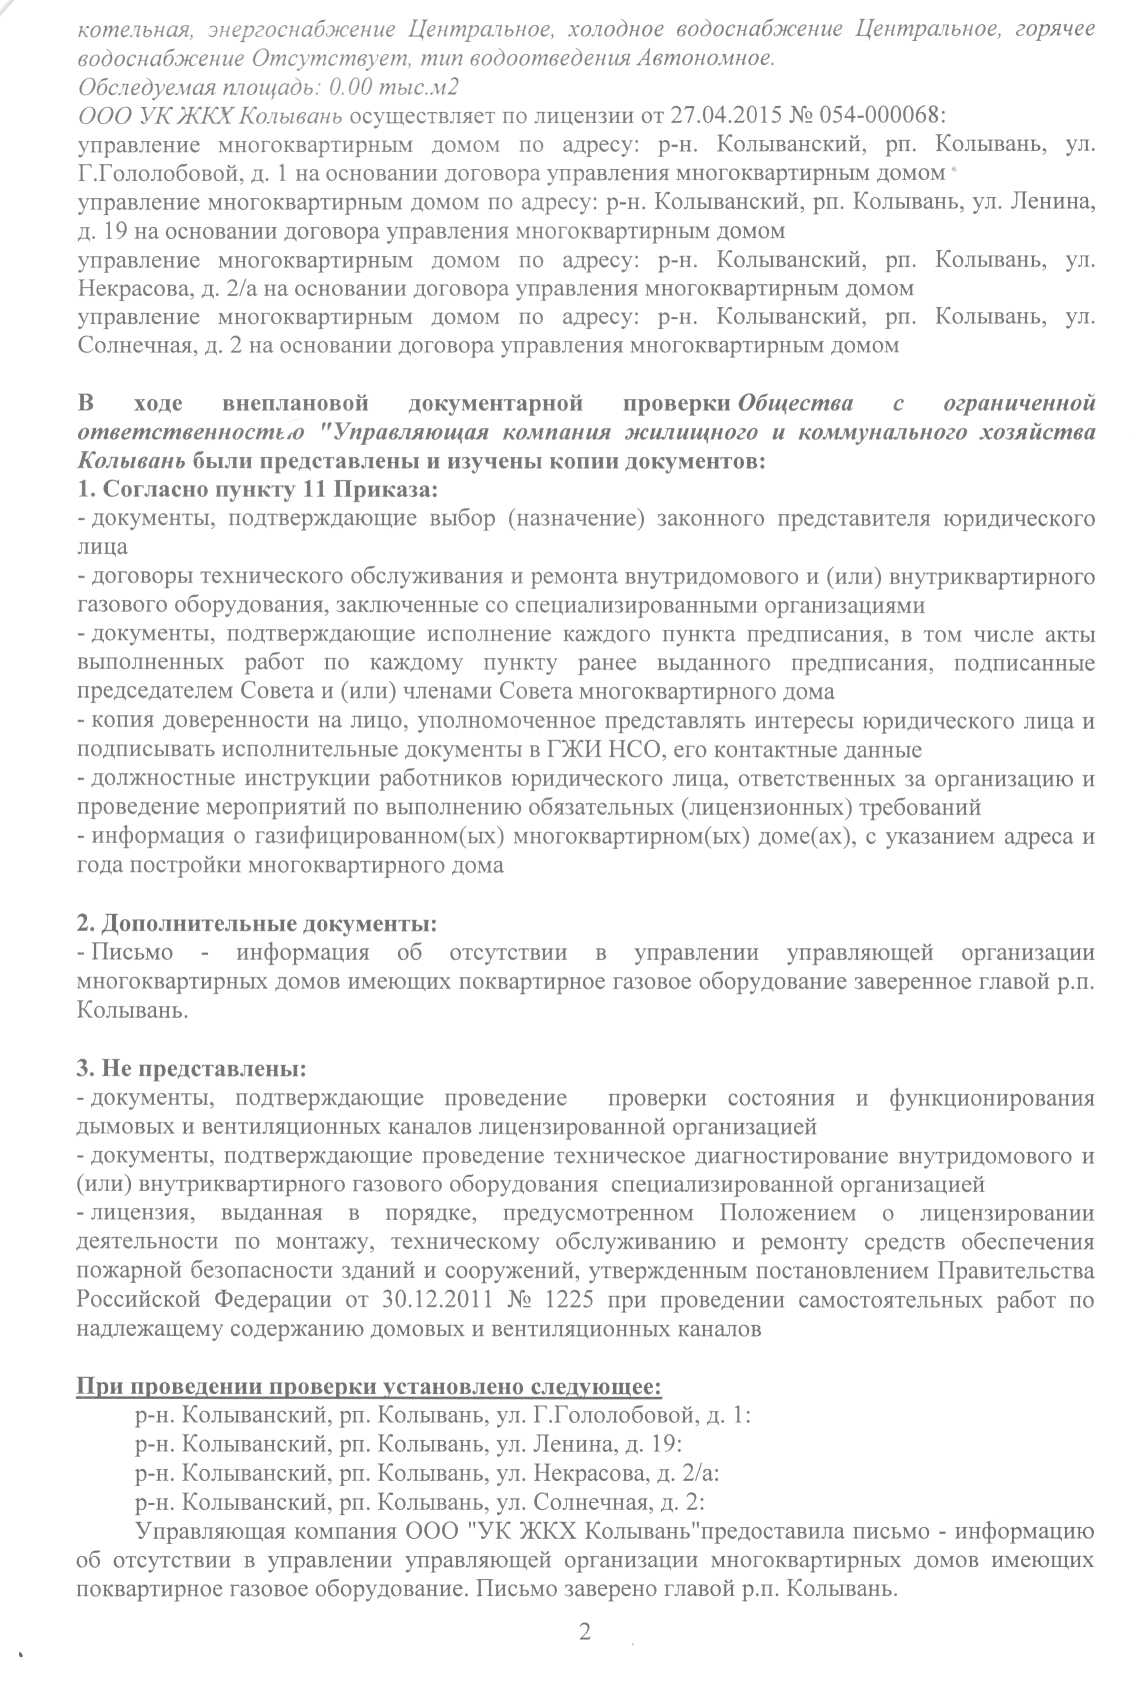 котельная, энергоснабжение Центральное, холодное водоснабжение Центральное, горячее
водоснабжение Отсутствует, тип водоотведения Автономное.
Обследуемая площадь: 0.00 тыс.м2
ООО УК ЖКХ Колывань осуществляет по лицензии от 27.04.2015 № 054-000068:
управление многоквартирным домом по адресу: р-н. Колыванский, рп. Колывань, ул.
Г.Гололобовой, д. 1 на основании договора управления многоквартирным домом
управление многоквартирным домом по адресу: р-н. Колыванский, рп. Колывань, ул. Ленина,
д. 19 на основании договора управления многоквартирным домом
управление многоквартирным домом по адресу: р-н. Колыванский, рп. Колывань, ул.
Некрасова, д. 2/а на основании договора управления многоквартирным домом
управление многоквартирным домом по адресу: р-н. Колыванский, рп. Колывань, ул.
Солнечная, д. 2 на основании договора управления многоквартирным домом
В ходе внеплановой документарной проверки Общества с ограниченной
ответственностью "Управляющая компания жилищного и коммунального хозяйства
Колывань были представлены и изучены копии документов:
1. Согласно пункту 11 Приказа:
- документы, подтверждающие выбор (назначение) законного представителя юридического
лица
- договоры технического обслуживания и ремонта внутридомового и (или) внутриквартирного
газового оборудования, заключенные со специализированными организациями
- документы, подтверждающие исполнение каждого пункта предписания, в том числе акты
выполненных работ по каждому пункту ранее выданного предписания, подписанные
председателем Совета и (или) членами Совета многоквартирного дома
- копия доверенности на лицо, уполномоченное представлять интересы юридического лица и
подписывать исполнительные документы в ГЖИ НСО, его контактные данные
- должностные инструкции работников юридического лица, ответственных за организацию и
проведение мероприятий по выполнению обязательных (лицензионных) требований
- информация о газифицированном(ых) многоквартирном(ых) доме(ах), с указанием адреса и
года постройки многоквартирного дома
2. Дополнительные документы:
- Письмо - информация об отсутствии в управлении управляющей организации
многоквартирных домов имеющих поквартирное газовое оборудование заверенное главой р.п.
Колывань.
3. Не представлены:
- документы, подтверждающие проведение проверки состояния и функционирования
дымовых и вентиляционных каналов лицензированной организацией
- документы, подтверждающие проведение техническое диагностирование внутридомового и
(или) внутриквартирного газового оборудования специализированной организацией
- лицензия, выданная в порядке, предусмотренном Положением о лицензировании
деятельности по монтажу, техническому обслуживанию и ремонту средств обеспечения
пожарной безопасности зданий и сооружений, утвержденным постановлением Правительства
Российской Федерации от 30.12.2011 № 1225 при проведении самостоятельных работ по
надлежащему содержанию домовых и вентиляционных каналов
При проведении проверки установлено следующее:
р-н. Колыванский, рп. Колывань, ул. Г.Гололобовой, д. 1:
р-н. Колыванский, рп. Колывань, ул. Ленина, д. 19:
р-н. Колыванский, рп. Колывань, ул. Некрасова, д. 2/а:
р-н. Колыванский, рп. Колывань, ул. Солнечная, д. 2:
Управляющая компания ООО "УК ЖКХ Колывань"предоставила письмо - информацию
об отсутствии в управлении управляющей организации многоквартирных домов имеющих
поквартирное газовое оборудование. Письмо заверено главой р.п. Колывань.
2